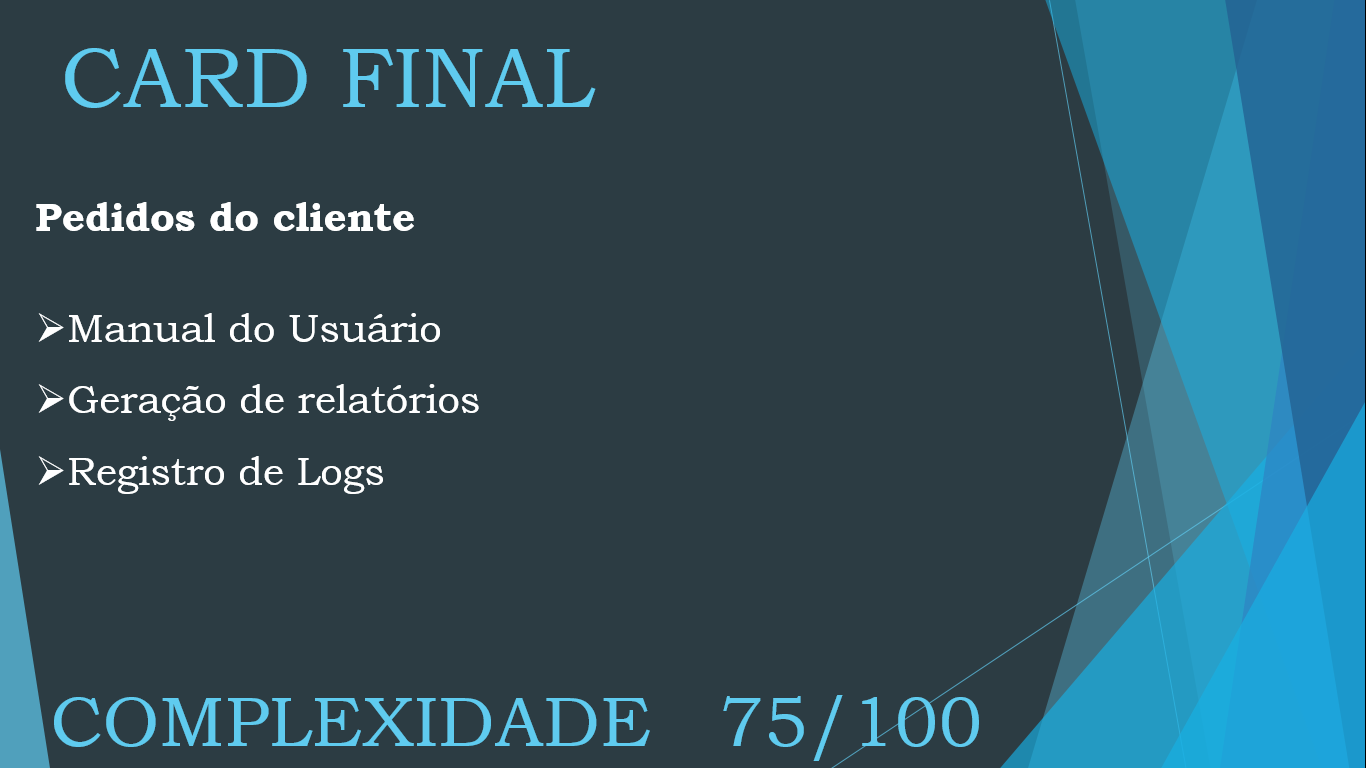 CARD FINAL
Pedidos do cliente
➢Manual do Usuário
➢Geração de relatórios
➢Registro de Logs
COMPLEXIDADE 75/100